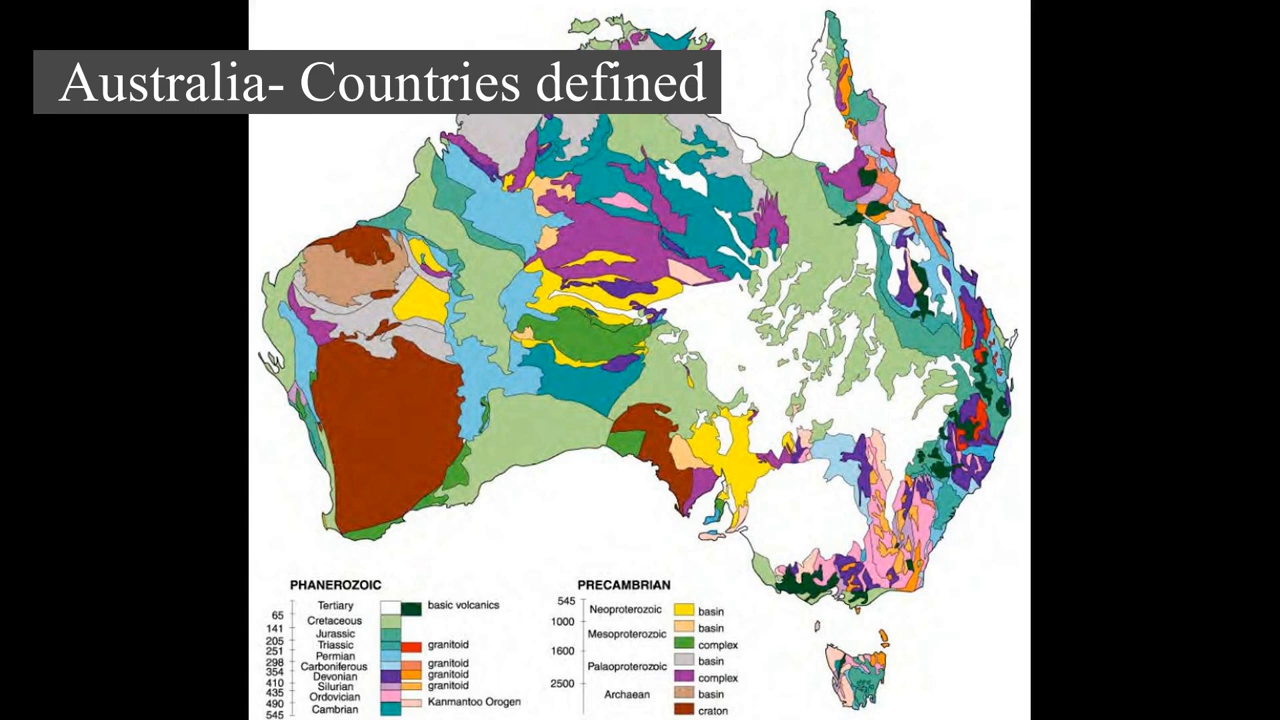 Australia- Countries defined
PHANEROZOIC
Tertiary
basic volcanics
65
Cretaceous
141
Jurassic
205
Triassic
granitoid
251
Permian
298
Carboniferous
granitoid
354
Devonian
granitoid
410
Silurian
granitoid
435
Ordovician
490
Kanmantoo Orogen
Cambrian
545
PRECAMBRIAN
545
Neoproterozoic
basin
1000
basin
Mesoproterozoic
complex
1600
basin
Palaoproterozoic
complex
2500
basin
Archaean
craton